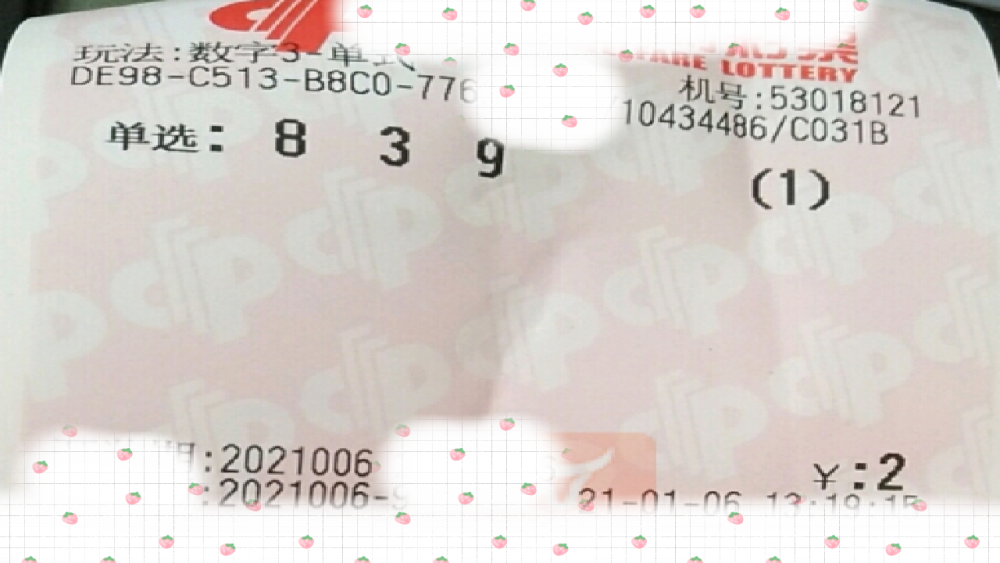 玩法:数字3-单式
LOTTERY
DE98-C513-B8C0-776
机号:53018121
10434486/C031B
单选: 8 3 9
(1)
:2021006
¥:2
:2021006-
21-01-06 13:19:15